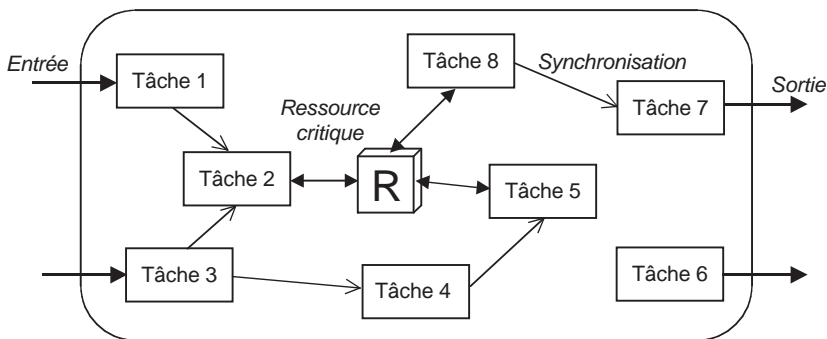 Entrée
Tâche 1
Ressource
critique
Tâche 8
Synchronisation
Tâche 7
Sortie
Tâche 2
R
Tâche 5
Tâche 3
Tâche 4
Tâche 6